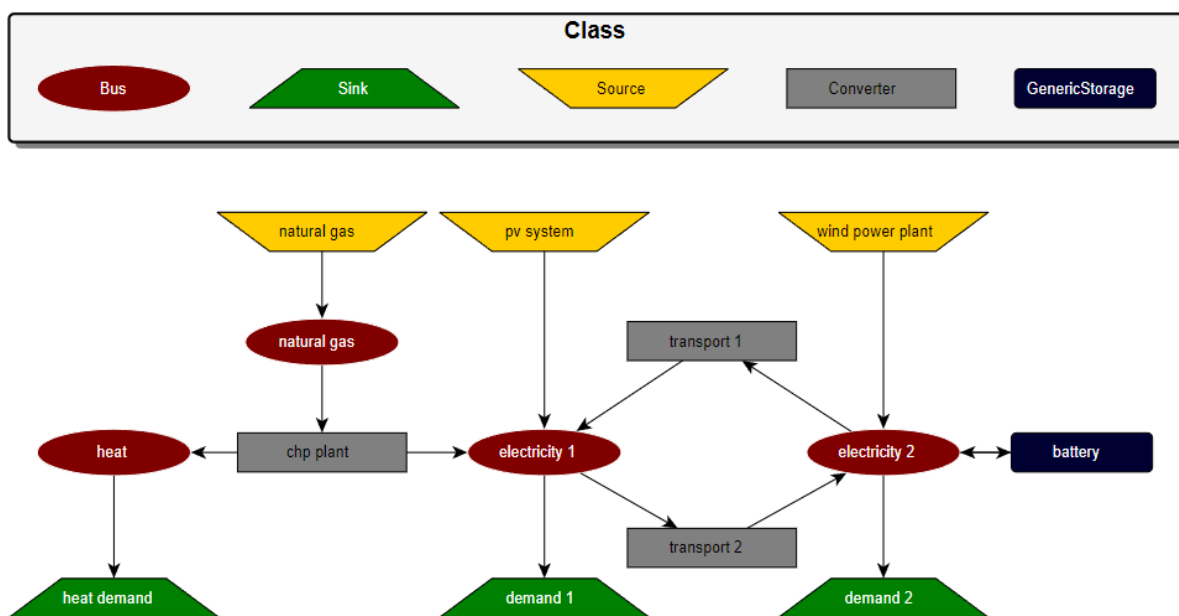 Class
Bus
Sink
Source
Converter
GenericStorage
natural gas
pv system
wind power plant
natural gas
transport 1
heat
chp plant
electricity 1
electricity 2
battery
transport 2
heat demand
demand 1
demand 2